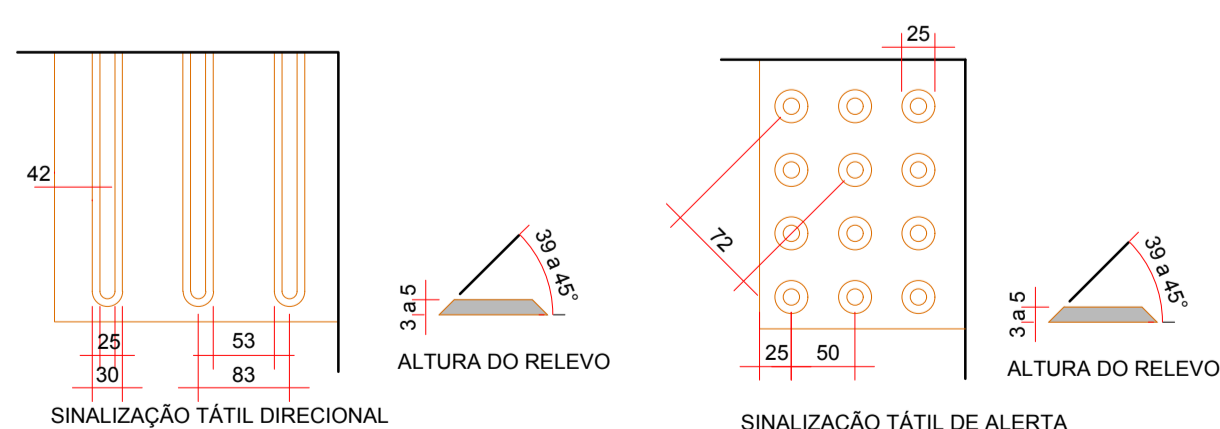 42
25
53
30
83
SINALIZAÇÃO TÁTIL DIRECIONAL
3 a 5
39 a 45°
ALTURA DO RELEVO
25
72
25
50
SINALIZAÇÃO TÁTIL DE ALERTA
3 a 5
39 a 45°
ALTURA DO RELEVO